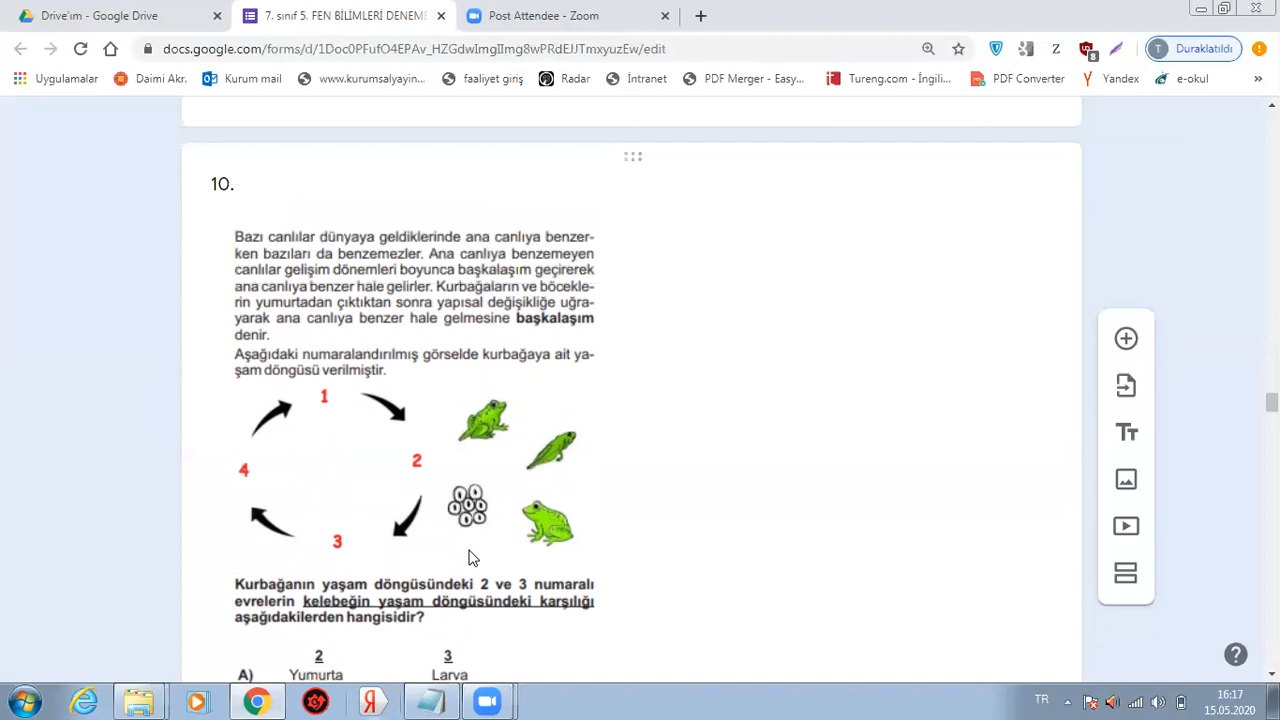 Drive'ım - Google Drive
7. sınıf 5. FEN BİLİMLERİ DENEME
Post Attendee - Zoom
docs.google.com/forms/d/1Doc0PFufO4EPAv_HZGdwImgIImg8wPRdEJJTmxyuzEw/edit
Z
8
T
Duraklatıldı
Uygulamalar
Daimi Akr.
Kurum mail
www.kurumsalyayin...
faaliyet giriş
Radar
İntranet
PDF Merger - Easy...
Tureng.com - İngili...
PDF Converter
Yandex
e-okul
»
10.
Bazı canlılar dünyaya geldiklerinde ana canlıya benzer-
ken bazıları da benzemezler. Ana canlıya benzemeyen
canlılar gelişim dönemleri boyunca başkalaşım geçirerek
ana canlıya benzer hale gelirler. Kurbağaların ve böcekle-
rin yumurtadan çıktıktan sonra yapısal değişikliğe uğra-
yarak ana canlıya benzer hale gelmesine başkalaşım
denir.
Aşağıdaki numaralandırılmış görselde kurbağaya ait ya-
şam döngüsü verilmiştir.
1
2
4
3
Kurbağanın yaşam döngüsündeki 2 ve 3 numaralı
evrelerin kelebeğin yaşam döngüsündeki karşılığı
aşağıdakilerden hangisidir?
2 3
A) Yumurta Larva
TR
16:17
15.05.2020